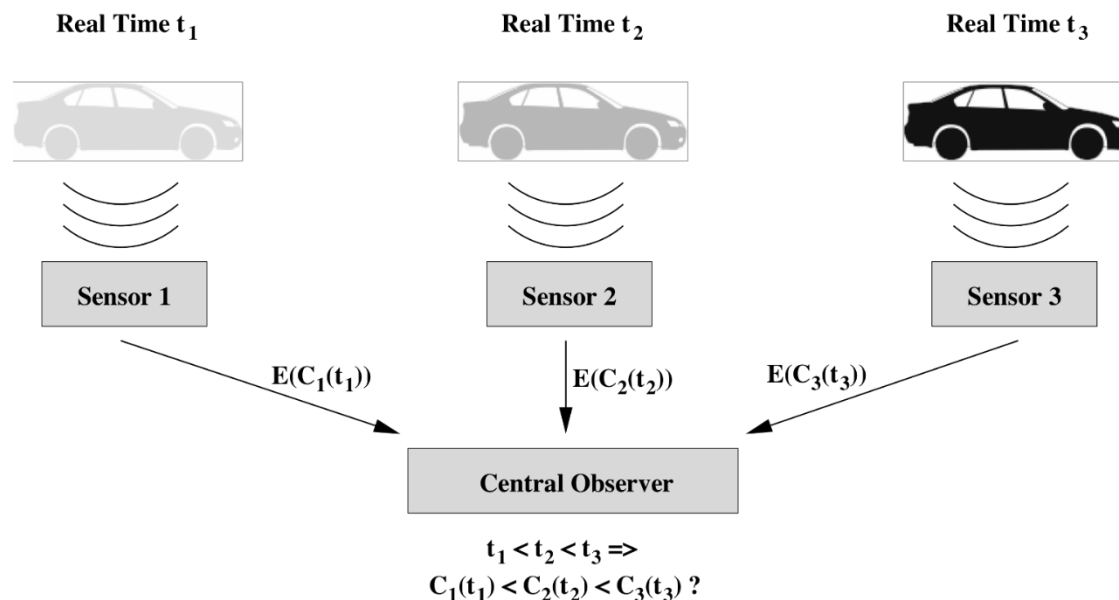 Real Time t₁
Real Time t₂
Real Time t₃
Sensor 1
Sensor 2
Sensor 3
E(C₁(t₁))
E(C₂(t₂))
E(C₃(t₃))
Central Observer
t₁ < t₂ < t₃ =>
C₁(t₁) < C₂(t₂) < C₃(t₃) ?